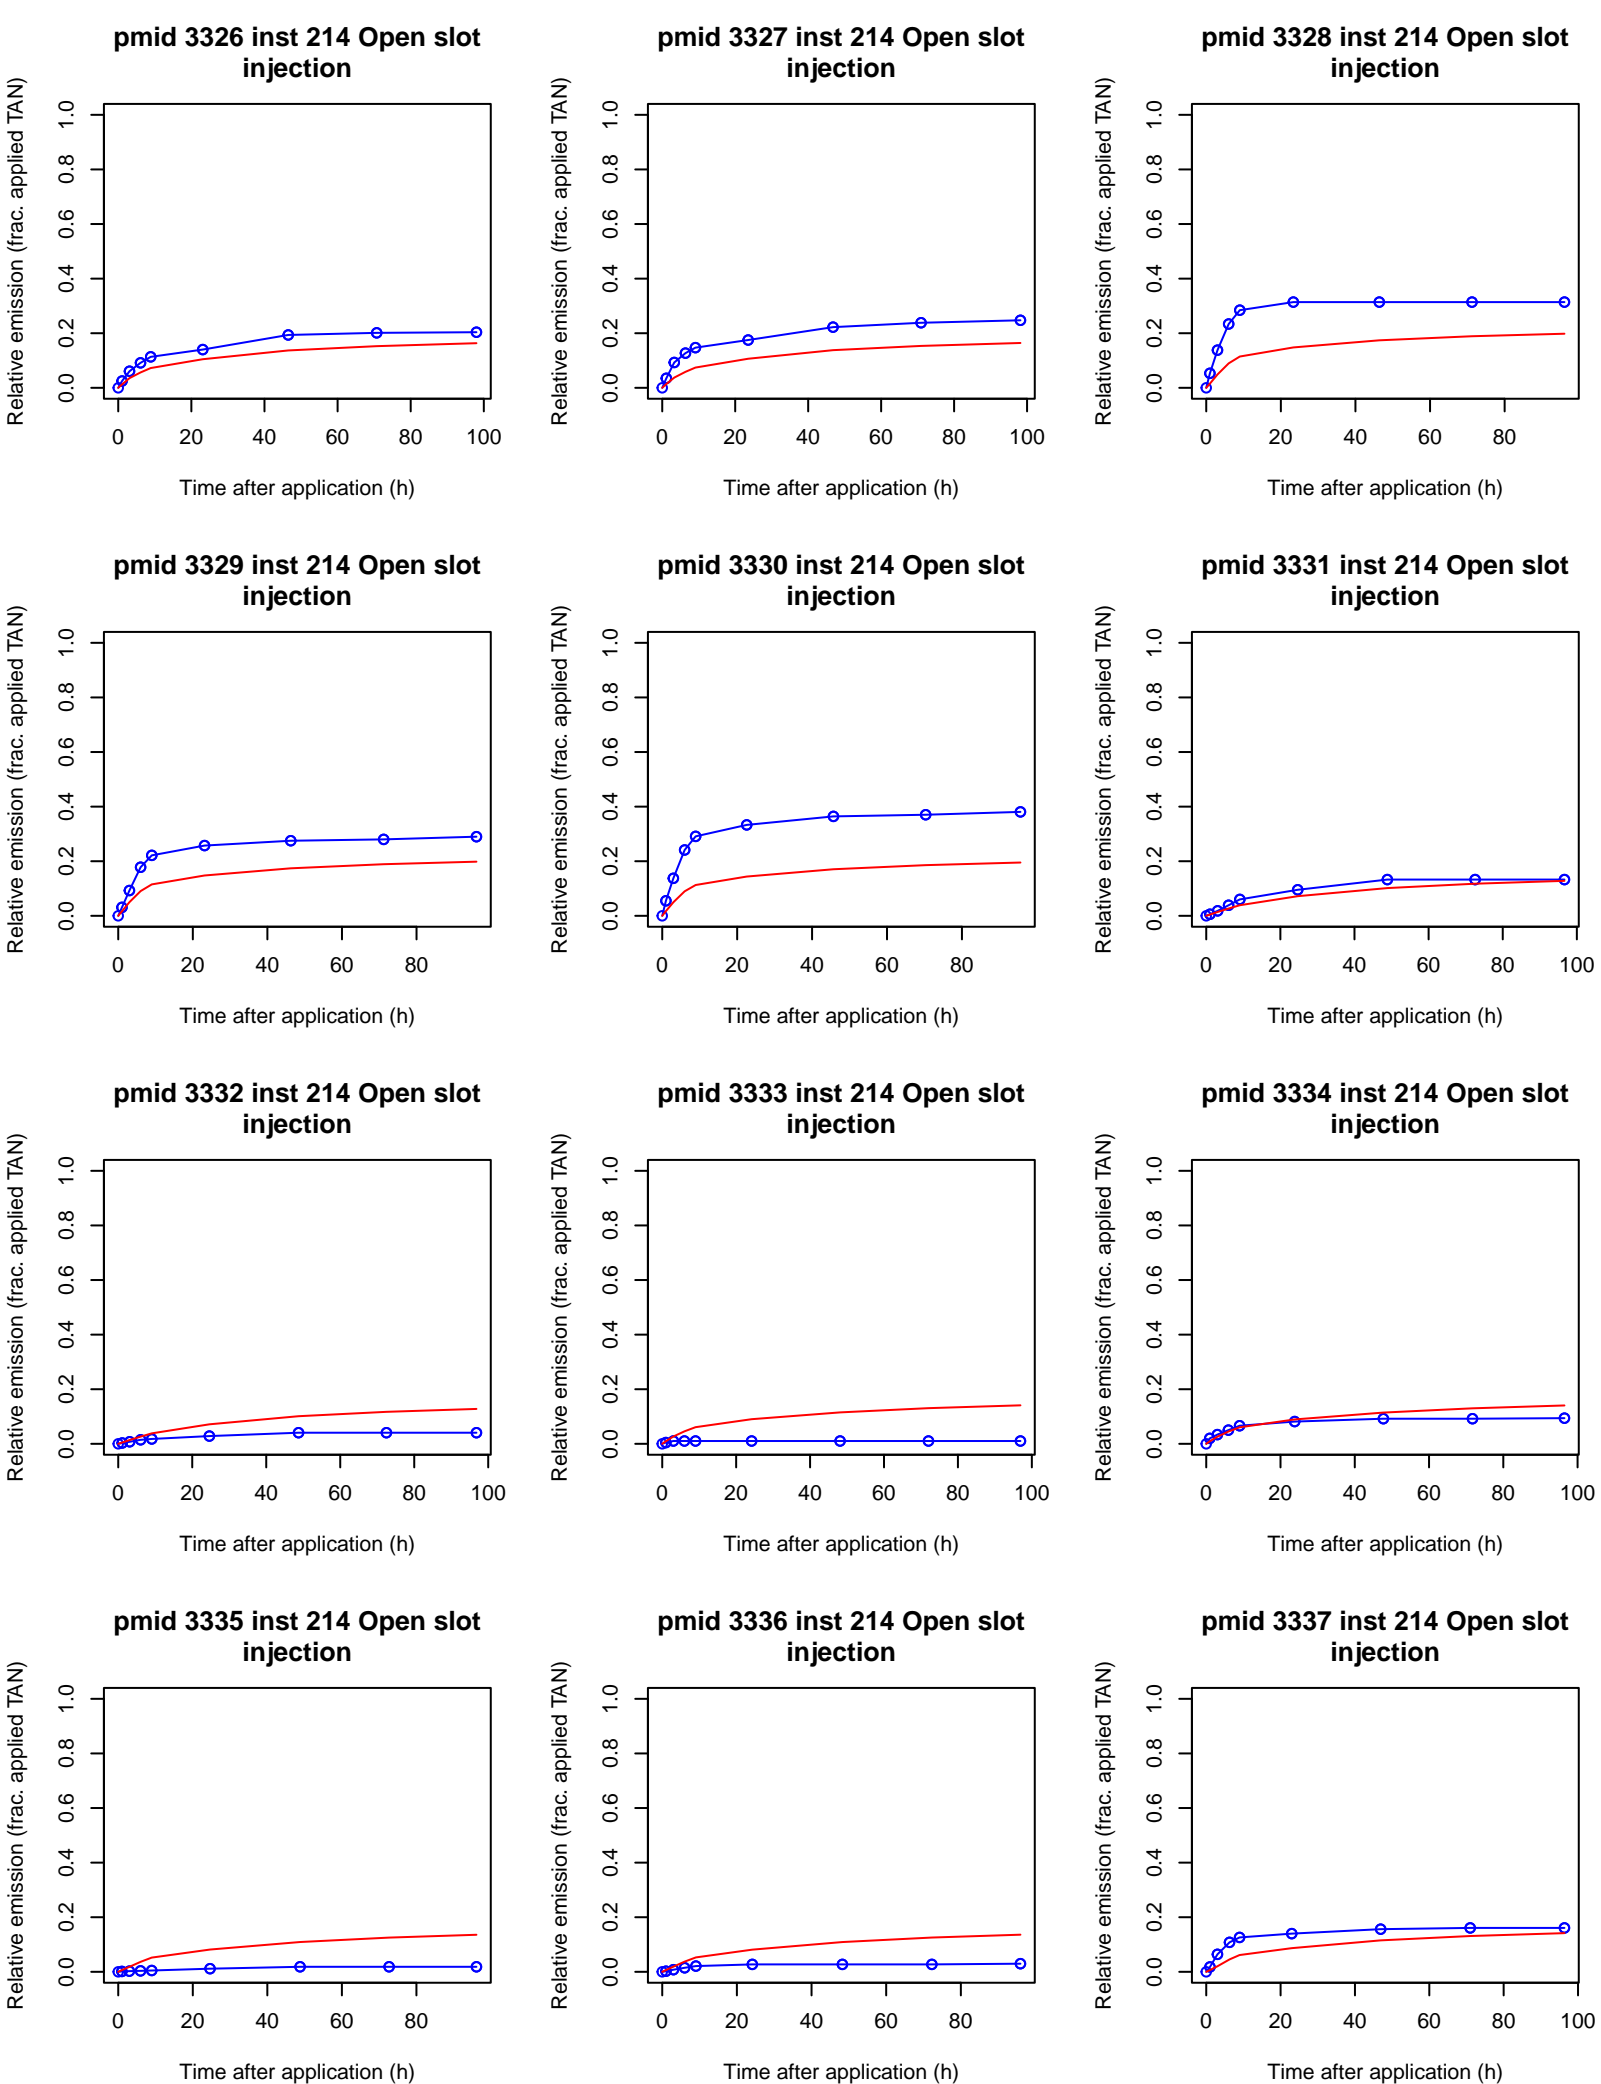 pmid 3326 inst 214 Open slot
injection
Relative emission (frac. applied TAN)
1.0
0.8
0.6
0.4
0.2
0.0
0 20 40 60 80 100
Time after application (h)
pmid 3327 inst 214 Open slot
injection
Relative emission (frac. applied TAN)
1.0
0.8
0.6
0.4
0.2
0.0
0 20 40 60 80 100
Time after application (h)
pmid 3328 inst 214 Open slot
injection
Relative emission (frac. applied TAN)
1.0
0.8
0.6
0.4
0.2
0.0
0 20 40 60 80
Time after application (h)
pmid 3329 inst 214 Open slot
injection
Relative emission (frac. applied TAN)
1.0
0.8
0.6
0.4
0.2
0.0
0 20 40 60 80
Time after application (h)
pmid 3330 inst 214 Open slot
injection
Relative emission (frac. applied TAN)
1.0
0.8
0.6
0.4
0.2
0.0
0 20 40 60 80
Time after application (h)
pmid 3331 inst 214 Open slot
injection
Relative emission (frac. applied TAN)
1.0
0.8
0.6
0.4
0.2
0.0
0 20 40 60 80 100
Time after application (h)
pmid 3332 inst 214 Open slot
injection
Relative emission (frac. applied TAN)
1.0
0.8
0.6
0.4
0.2
0.0
0 20 40 60 80 100
Time after application (h)
pmid 3333 inst 214 Open slot
injection
Relative emission (frac. applied TAN)
1.0
0.8
0.6
0.4
0.2
0.0
0 20 40 60 80 100
Time after application (h)
pmid 3334 inst 214 Open slot
injection
Relative emission (frac. applied TAN)
1.0
0.8
0.6
0.4
0.2
0.0
0 20 40 60 80 100
Time after application (h)
pmid 3335 inst 214 Open slot
injection
Relative emission (frac. applied TAN)
1.0
0.8
0.6
0.4
0.2
0.0
0 20 40 60 80
Time after application (h)
pmid 3336 inst 214 Open slot
injection
Relative emission (frac. applied TAN)
1.0
0.8
0.6
0.4
0.2
0.0
0 20 40 60 80
Time after application (h)
pmid 3337 inst 214 Open slot
injection
Relative emission (frac. applied TAN)
1.0
0.8
0.6
0.4
0.2
0.0
0 20 40 60 80 100
Time after application (h)